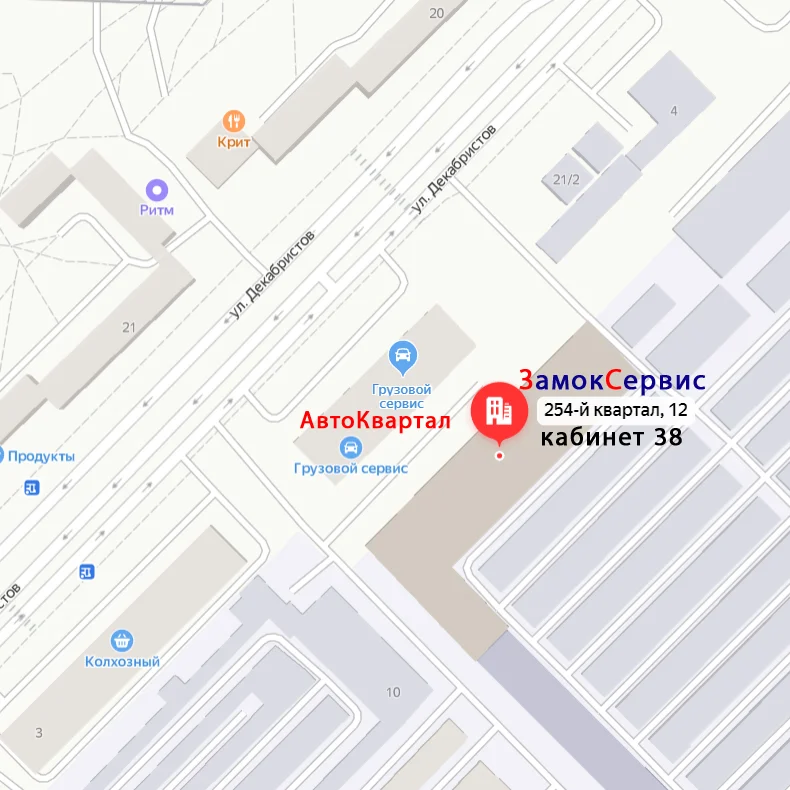 20
4
Крит
ул. Декабристов
21/2
Ритм
ул. Декабристов
21
Грузовой
сервис
ЗамокСервис
254-й квартал, 12
АвтоКвартал
кабинет 38
Продукты
Грузовой сервис
Колхозный
10
3